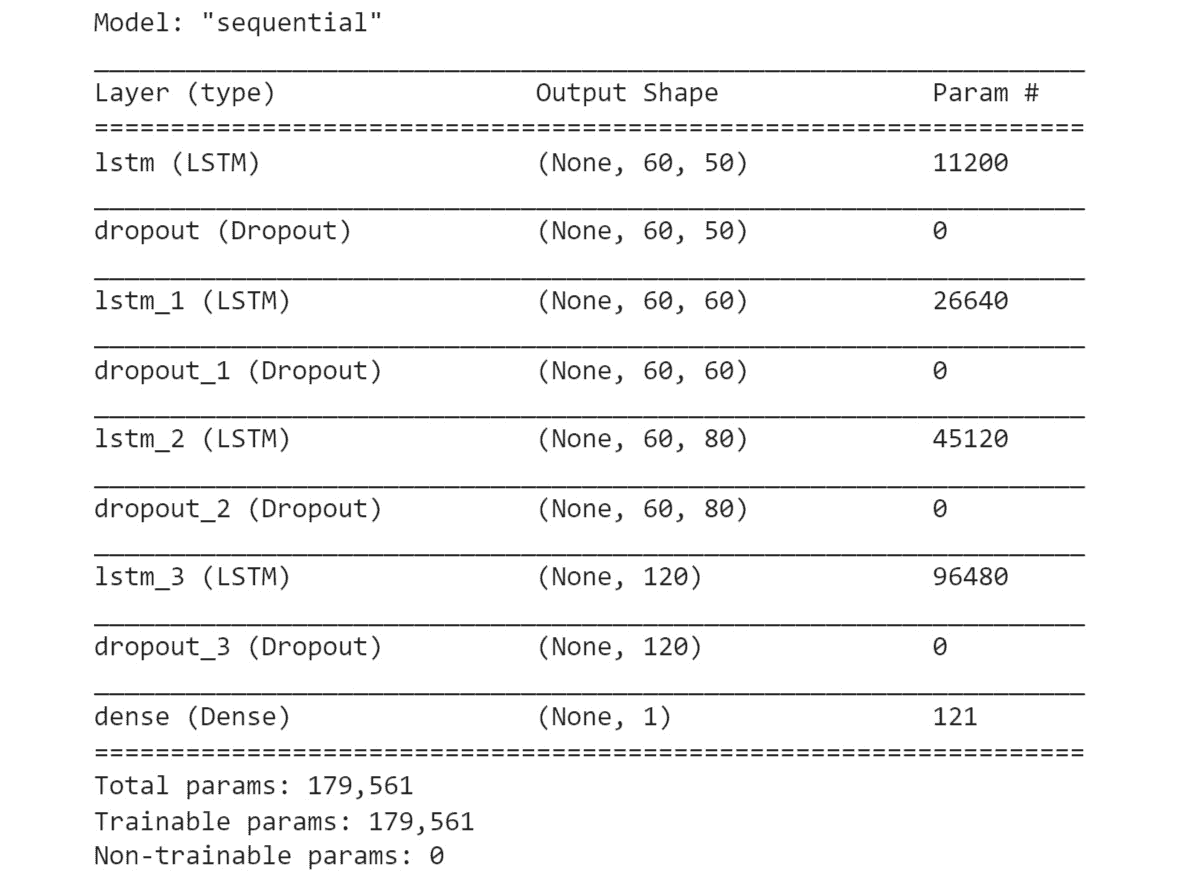 Model: "sequential"
Layer (type) Output Shape Param #
=================================================================
lstm (LSTM) (None, 60, 50) 11200
dropout (Dropout) (None, 60, 50) 0
lstm_1 (LSTM) (None, 60, 60) 26640
dropout_1 (Dropout) (None, 60, 60) 0
lstm_2 (LSTM) (None, 60, 80) 45120
dropout_2 (Dropout) (None, 60, 80) 0
lstm_3 (LSTM) (None, 120) 96480
dropout_3 (Dropout) (None, 120) 0
dense (Dense) (None, 1) 121
=================================================================
Total params: 179,561
Trainable params: 179,561
Non-trainable params: 0